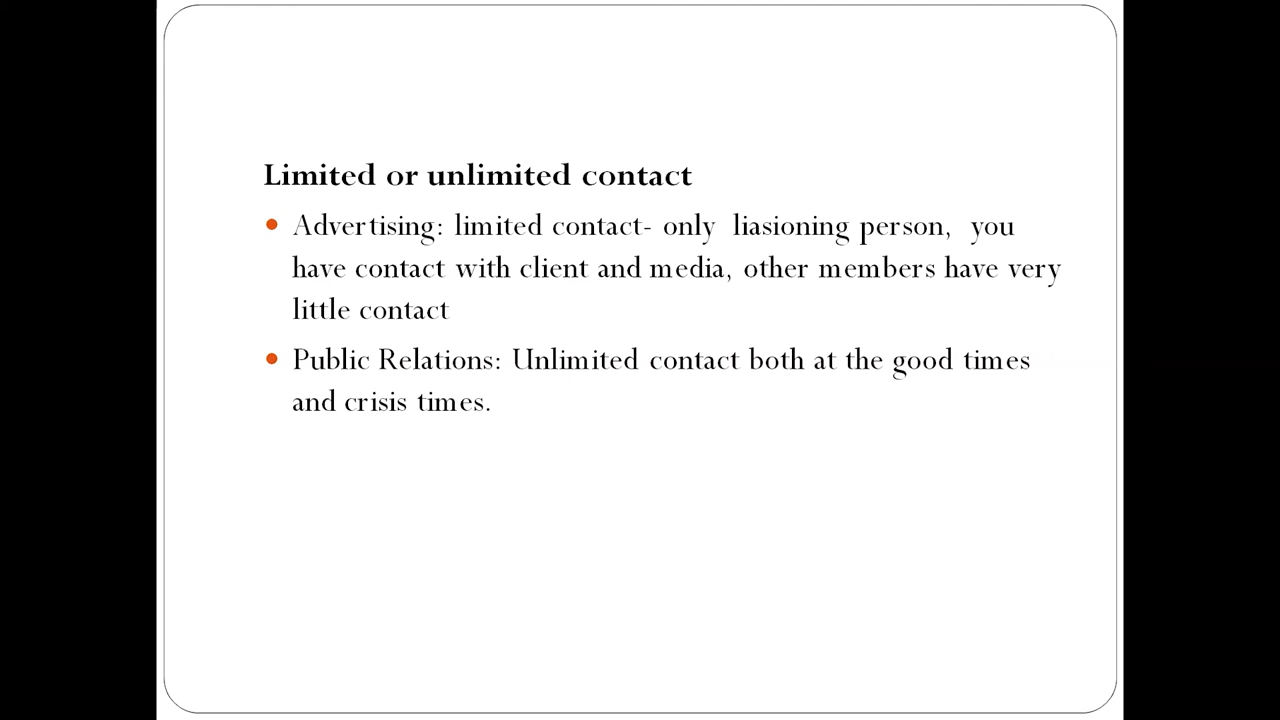 Limited or unlimited contact
• Advertising: limited contact- only liasioning person, you
have contact with client and media, other members have very
little contact
• Public Relations: Unlimited contact both at the good times
and crisis times.